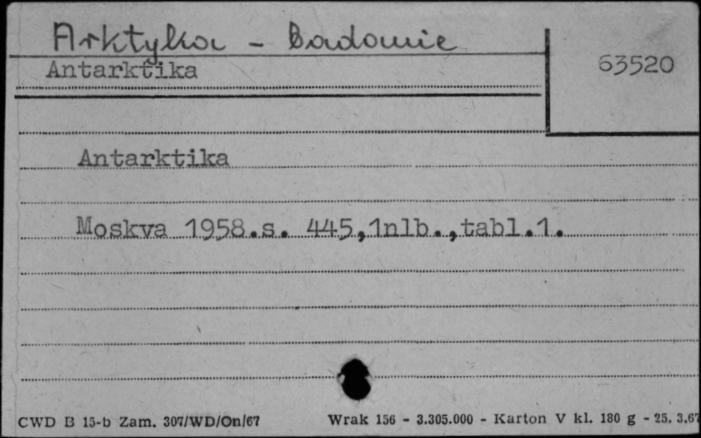 Arktyka - badanie
Antarktika
63520
Antarktika
Moskva 1958.s. 445,1nlb.,tabl.1.
CWD B 15-b Zam. 307/WD/On/67 Wrak 156 - 3.305.000 - Karton V kl. 180 g - 25. 3.67